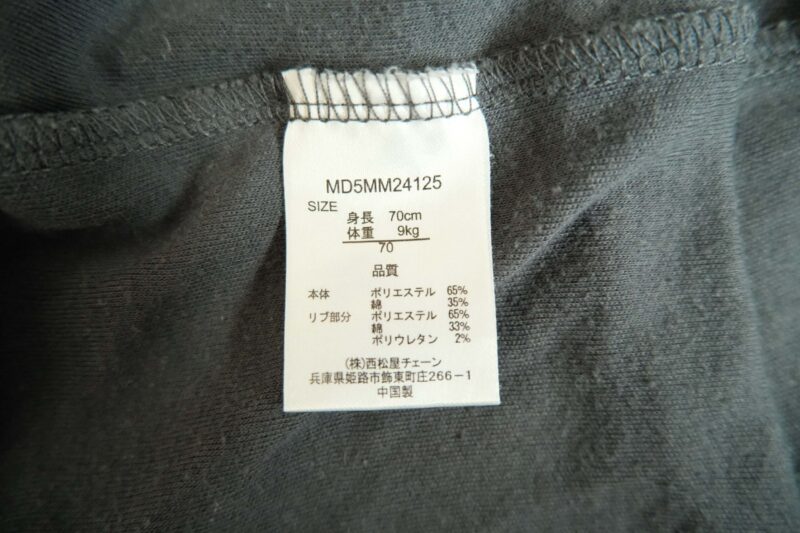 MD5MM24125
SIZE
身長 70cm
体重 9kg
70
品質
本体 ポリエステル 65%
綿 35%
リブ部分 ポリエステル 65%
綿 33%
ポリウレタン 2%
(株)西松屋チェーン
兵庫県姫路市飾東町庄266-1
中国製